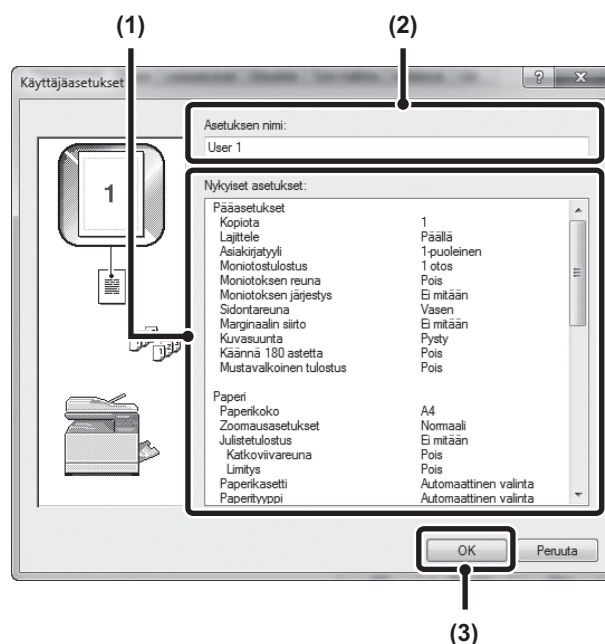 (1)
(2)
Käyttäjäasetukset
Asetuksen nimi:
User 1
Nykyiset asetukset:
Pääasetukset
Kopiota 1
Lajittele Päällä
Asiakirjatyyli 1-puoleinen
Moniotostulostus 1 otos
Moniotoksen reuna Pois
Moniotoksen järjestys Ei mitään
Sidontareuna Vasen
Marginaalin siirto Ei mitään
Kuvasuunta Pysty
Käännä 180 astetta Pois
Mustavalkoinen tulostus Pois
Paperi
Paperikoko A4
Zoomausasetukset Normaali
Julistetulostus Ei mitään
Katkoviivareuna Pois
Limitys Pois
Paperikasetti Automaattinen valinta
Paperityyppi Automaattinen valinta
1
OK
Peruuta
(3)